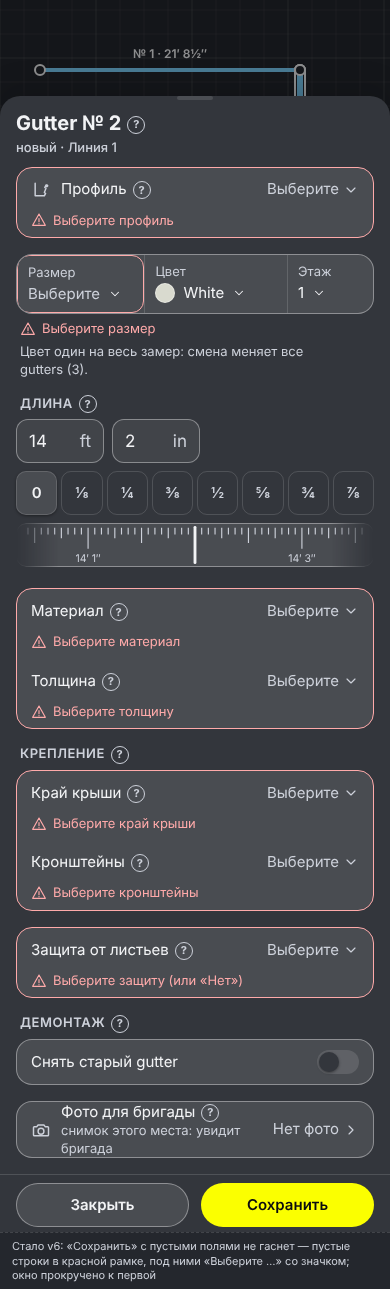 № 1 · 21′ 8½″
Gutter № 2 ?
новый · Линия 1
Профиль ? Выберите
Выберите профиль
Размер Цвет Этаж
Выберите White 1
Выберите размер
Цвет один на весь замер: смена меняет все
gutters (3).
ДЛИНА ?
14 ft 2 in
0 ⅛ ¼ ⅜ ½ ⅝ ¾ ⅞
14′ 1″ 14′ 3″
Материал ? Выберите
Выберите материал
Толщина ? Выберите
Выберите толщину
КРЕПЛЕНИЕ ?
Край крыши ? Выберите
Выберите край крыши
Кронштейны ? Выберите
Выберите кронштейны
Защита от листьев ? Выберите
Выберите защиту (или «Нет»)
ДЕМОНТАЖ ?
Снять старый gutter
Фото для бригады ? Нет фото
снимок этого места: увидит
бригада
Закрыть Сохранить
Стало v6: «Сохранить» с пустыми полями не гаснет — пустые
строки в красной рамке, под ними «Выберите ...» со значком;
окно прокручено к первой